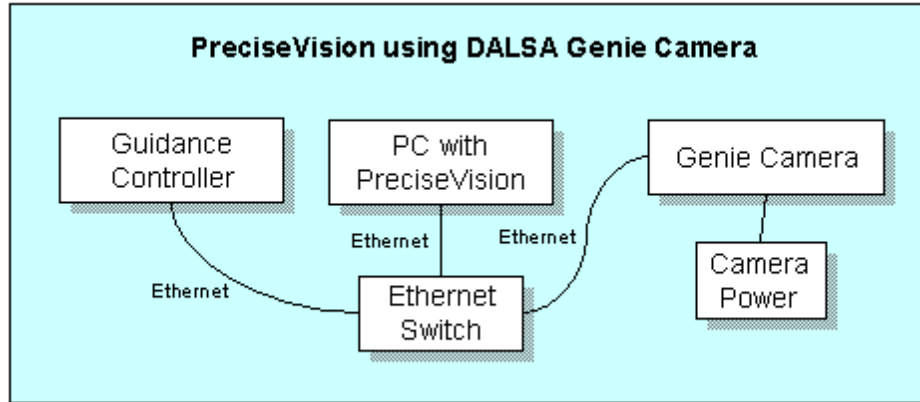 PreciseVision using DALSA Genie Camera
Guidance
Controller
PC with
PreciseVision
Genie Camera
Ethernet
Ethernet
Ethernet
Camera
Power
Ethernet
Switch